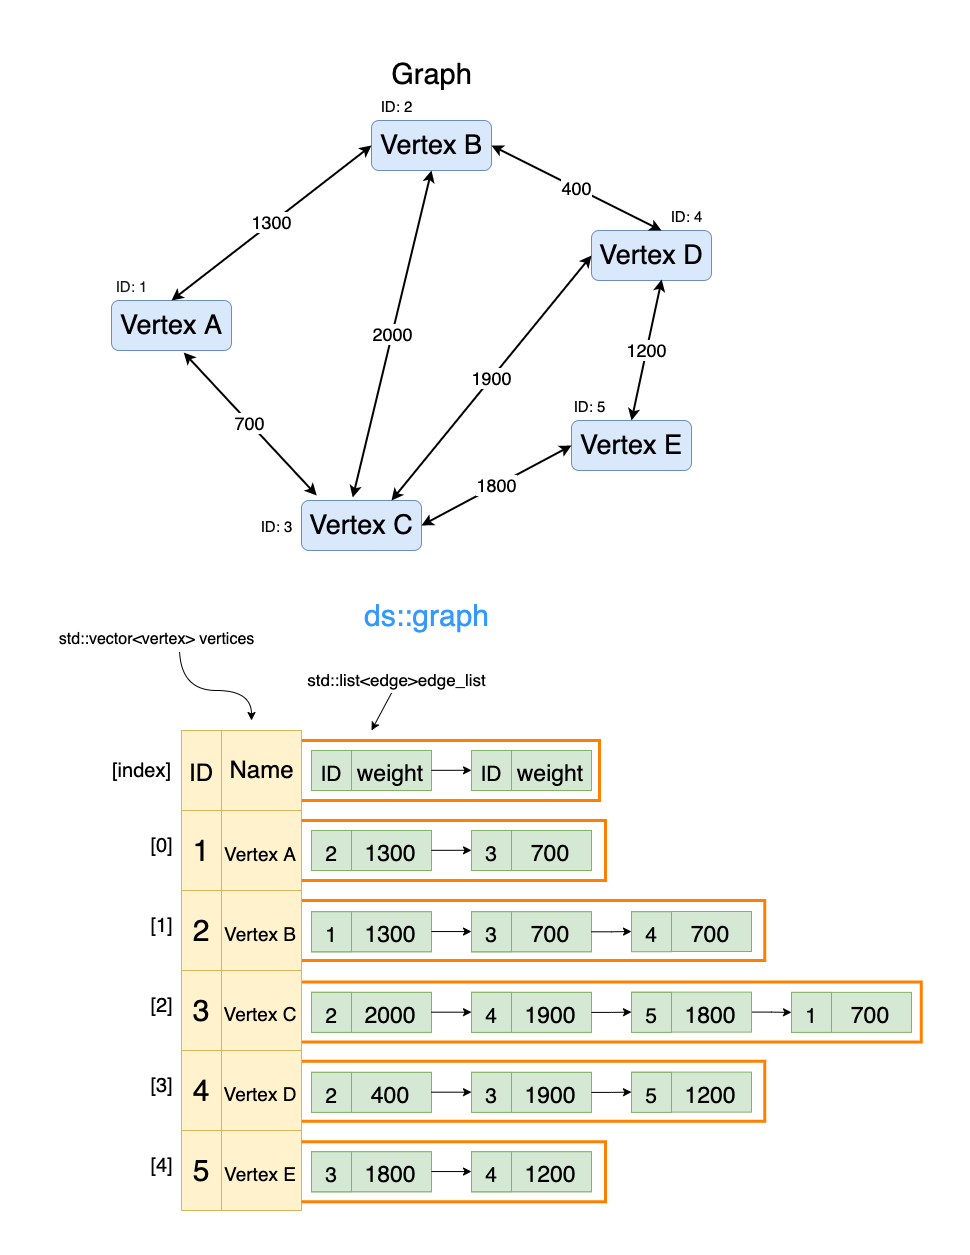 Graph
ID: 2
Vertex B
400
1300
ID: 4
Vertex D
ID: 1
Vertex A
2000
1200
1900
ID: 5
700
Vertex E
1800
ID: 3
Vertex C
ds::graph
std::vector<vertex> vertices
std::list<edge>edge_list
[index] ID Name ID weight ID weight
[0] 1 Vertex A 2 1300 3 700
[1] 2 Vertex B 1 1300 3 700 4 700
[2] 3 Vertex C 2 2000 4 1900 5 1800 1 700
[3] 4 Vertex D 2 400 3 1900 5 1200
[4] 5 Vertex E 3 1800 4 1200